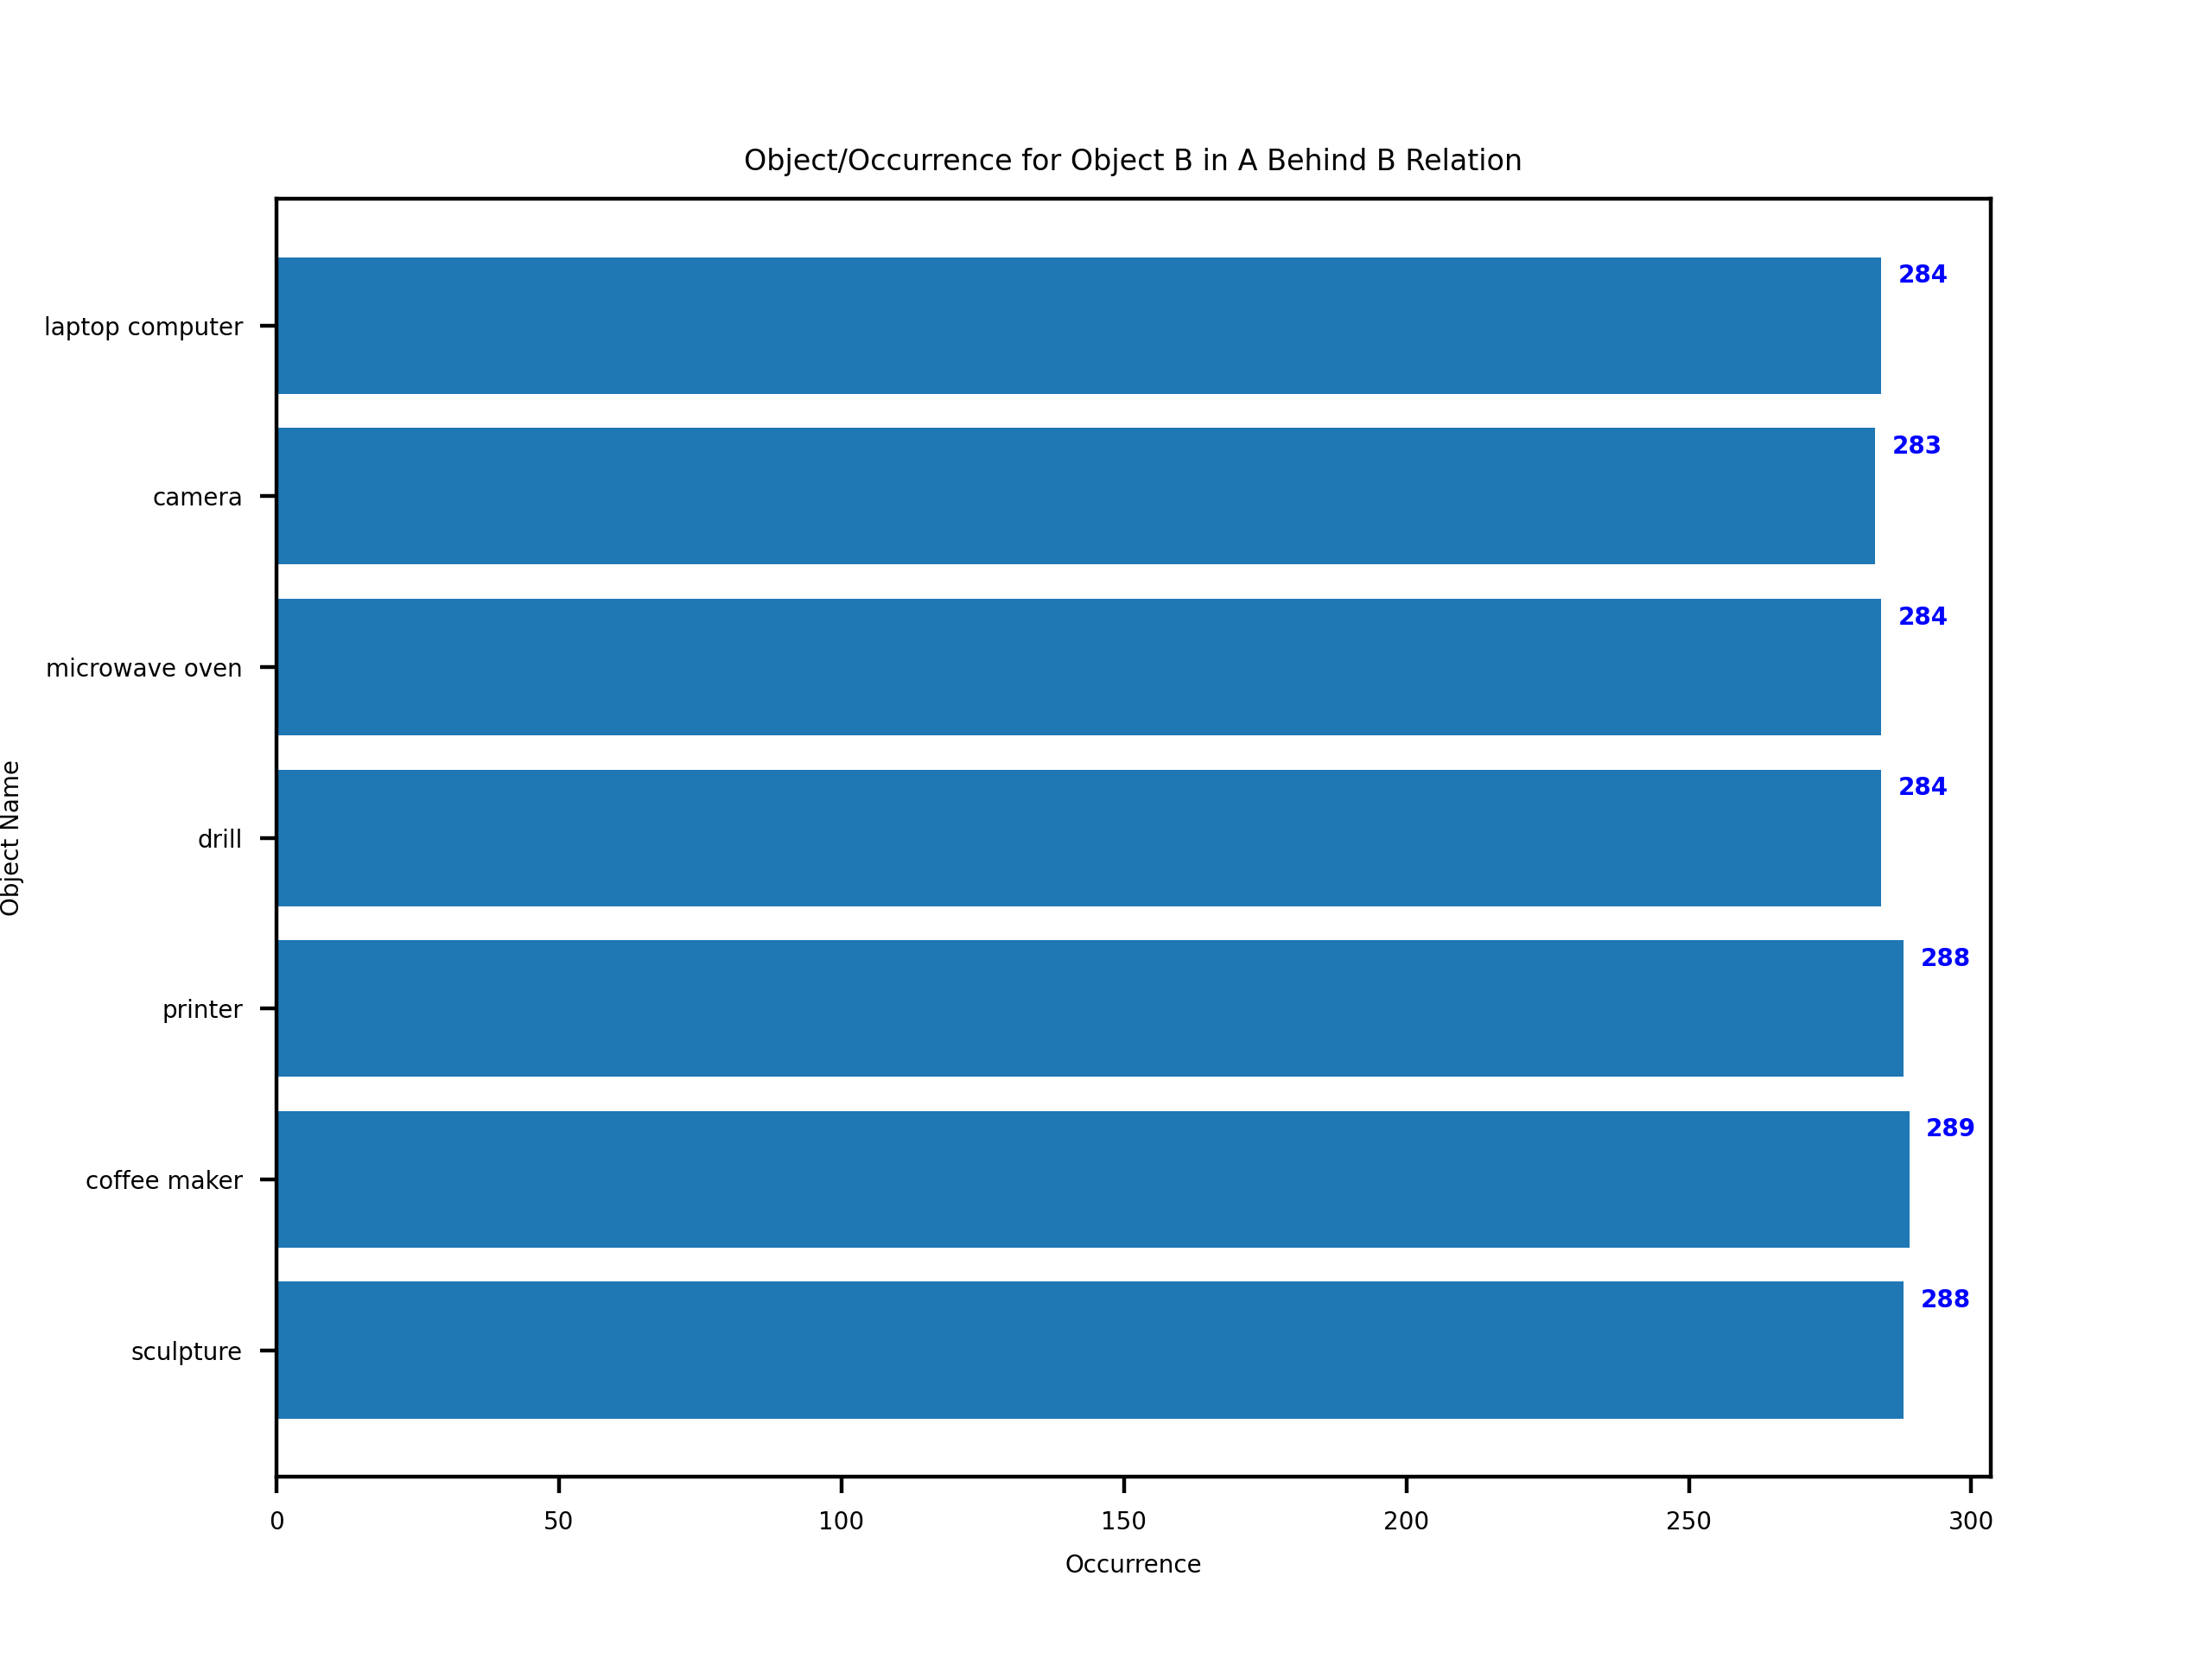 Object/Occurrence for Object B in A Behind B Relation
Object Name
laptop computer
284
camera
283
microwave oven
284
drill
284
printer
288
coffee maker
289
sculpture
288
0 50 100 150 200 250 300
Occurrence